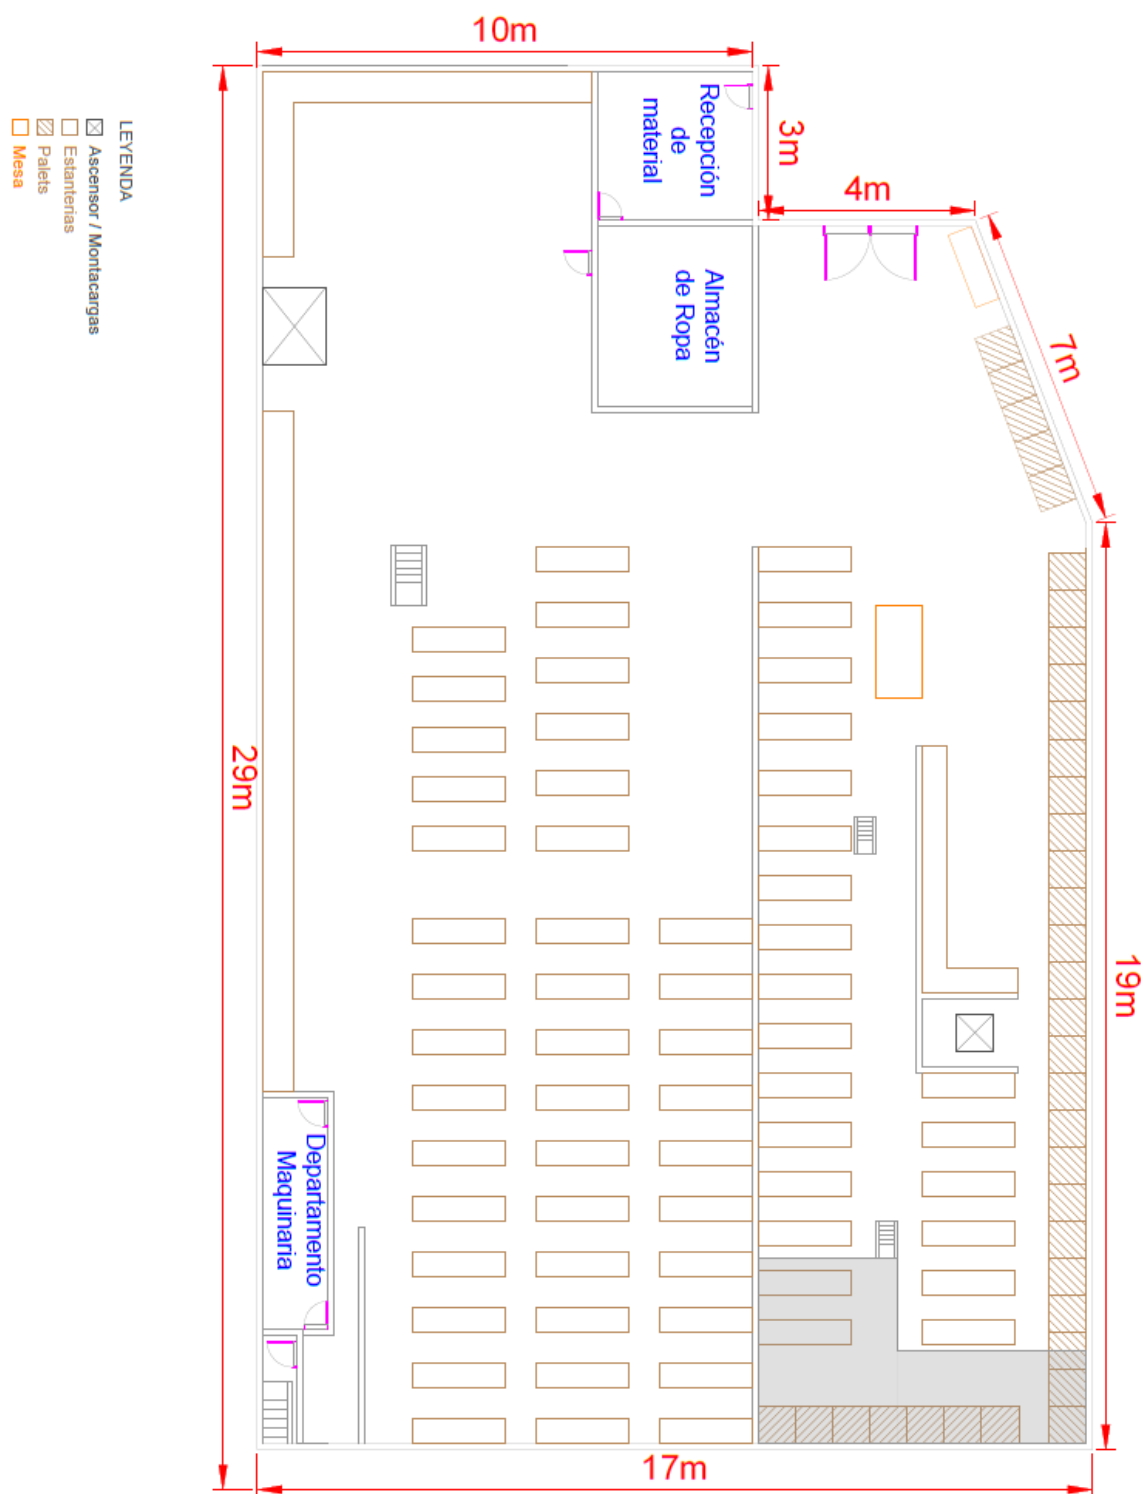 10m
3m
4m
7m
19m
29m
17m
Recepción
de
material
Almacén
de Ropa
Departamento
Maquinaria
LEYENDA
Ascensor / Montacargas
Estanterias
Palets
Mesa